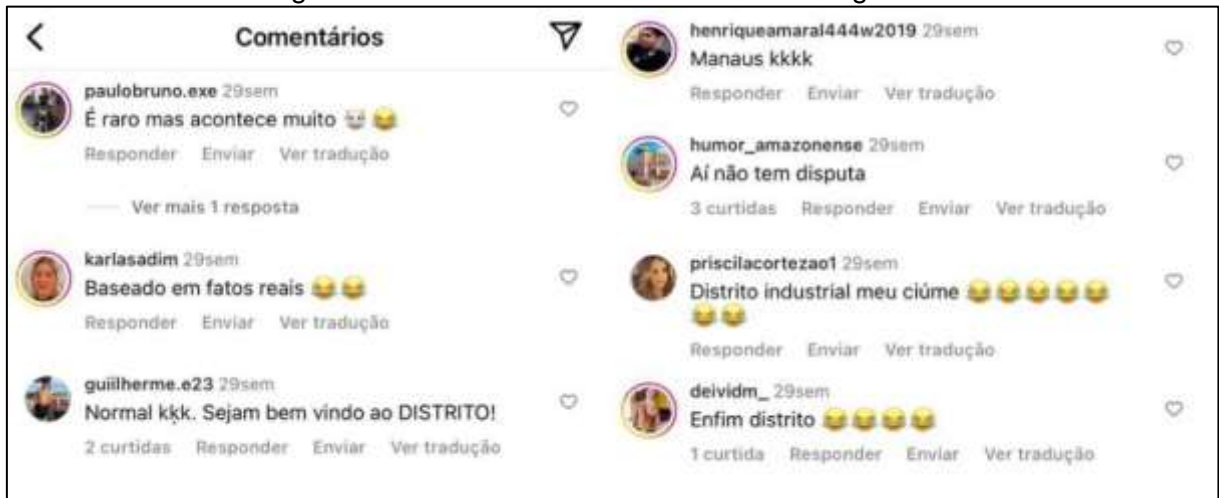 Comentários
paulobruno.exe 29sem
É raro mas acontece muito 💀 😂
Responder Enviar Ver tradução
Ver mais 1 resposta
karlasadim 29sem
Baseado em fatos reais 😂 😂
Responder Enviar Ver tradução
guiilherme.e23 29sem
Normal kķk. Sejam bem vindo ao DISTRITO!
2 curtidas Responder Enviar Ver tradução
henriqueamaral444w2019 29sem
Manaus kkkk
Responder Enviar Ver tradução
humor_amazonense 29sem
Aí não tem disputa
3 curtidas Responder Enviar Ver tradução
priscilacortezao1 29sem
Distrito industrial meu ciúme 😂 😂 😂 😂 😂
😂 😂
Responder Enviar Ver tradução
deividm_ 29sem
Enfim distrito 😂 😂 😂 😂
1 curtida Responder Enviar Ver tradução